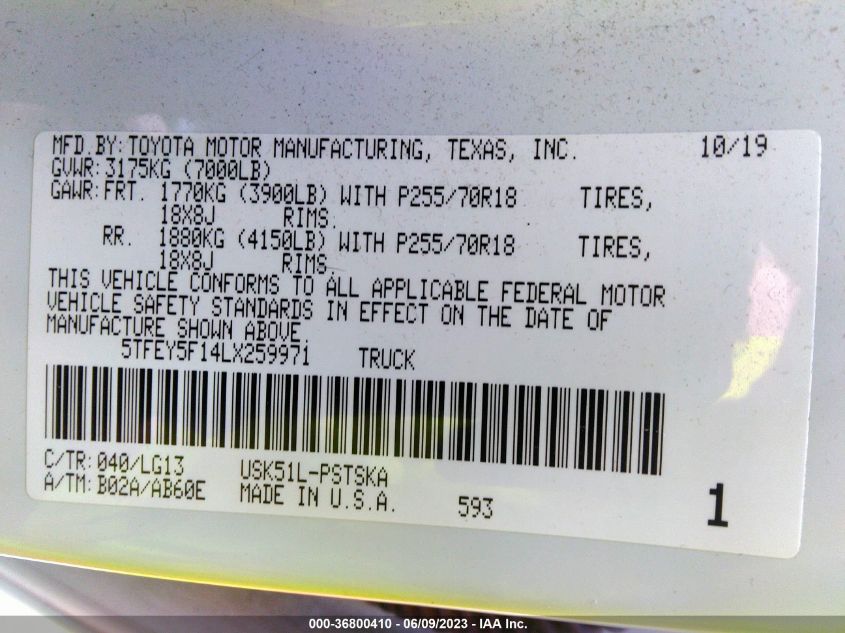 MFD.BY: TOYOTA MOTOR MANUFACTURING, TEXAS, INC. 10/19
GVWR: 3175KG (7000LB)
GAWR: FRT. 1770KG (3900LB) WITH P255/70R18 TIRES,
18X8J RIMS.
RR. 1880KG (4150LB) WITH P255/70R18 TIRES,
18X8J RIMS.
THIS VEHICLE CONFORMS TO ALL APPLICABLE FEDERAL MOTOR
VEHICLE SAFETY STANDARDS IN EFFECT ON THE DATE OF
MANUFACTURE SHOWN ABOVE.
5TFEY5F14LX259971 TRUCK
C/TR: 040/LG13 USK51L-PSTSKA
A/TM: B02A/AB60E MADE IN U.S.A. 593 1
000-36800410 - 06/09/2023 - IAA Inc.